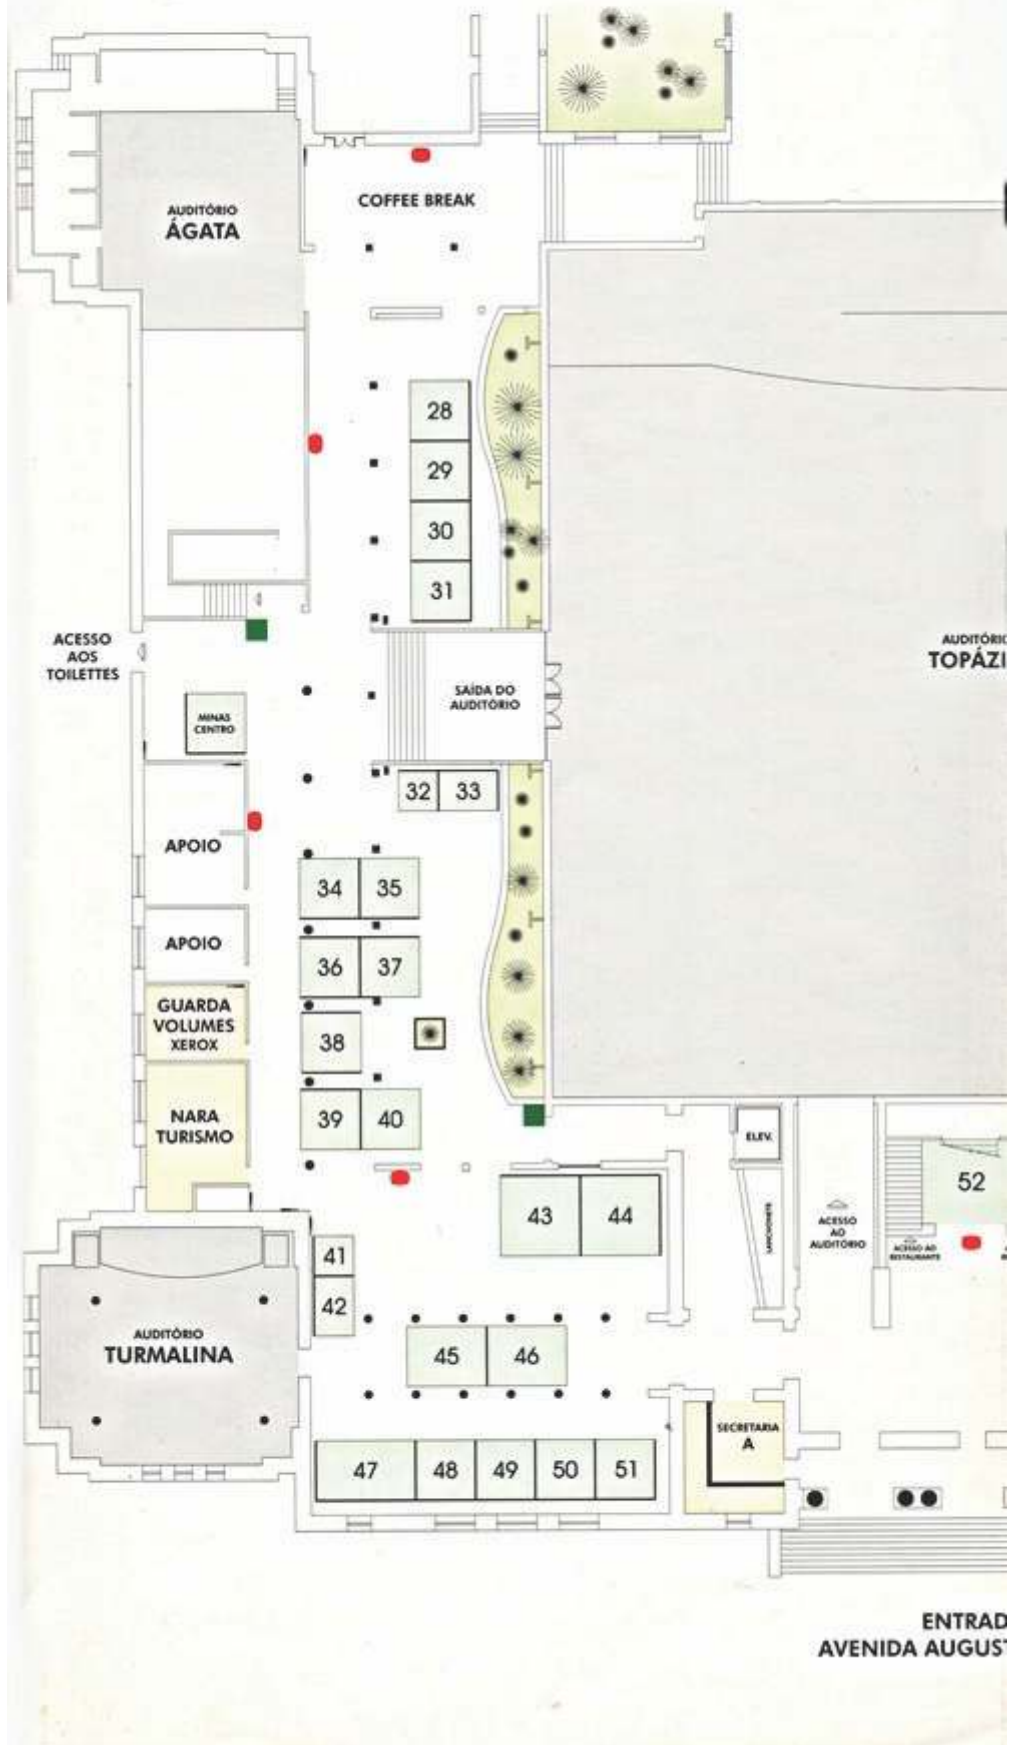 COFFEE BREAK
AUDITÓRIO
ÁGATA
28
29
30
31
ACESSO
AOS
TOILETTES
AUDITÓRIO
TOPÁZI
SAÍDA DO
AUDITÓRIO
MINAS
CENTRO
32
33
APOIO
34
35
APOIO
36
37
GUARDA
VOLUMES
XEROX
38
NARA
TURISMO
39
40
ELEV.
52
43
44
LANCHONETE
ACESSO
AO
AUDITÓRIO
ACESSO AO
RESTAURANTE
41
42
AUDITÓRIO
TURMALINA
45
46
SECRETARIA
A
47
48
49
50
51
ENTRAD
AVENIDA AUGUST